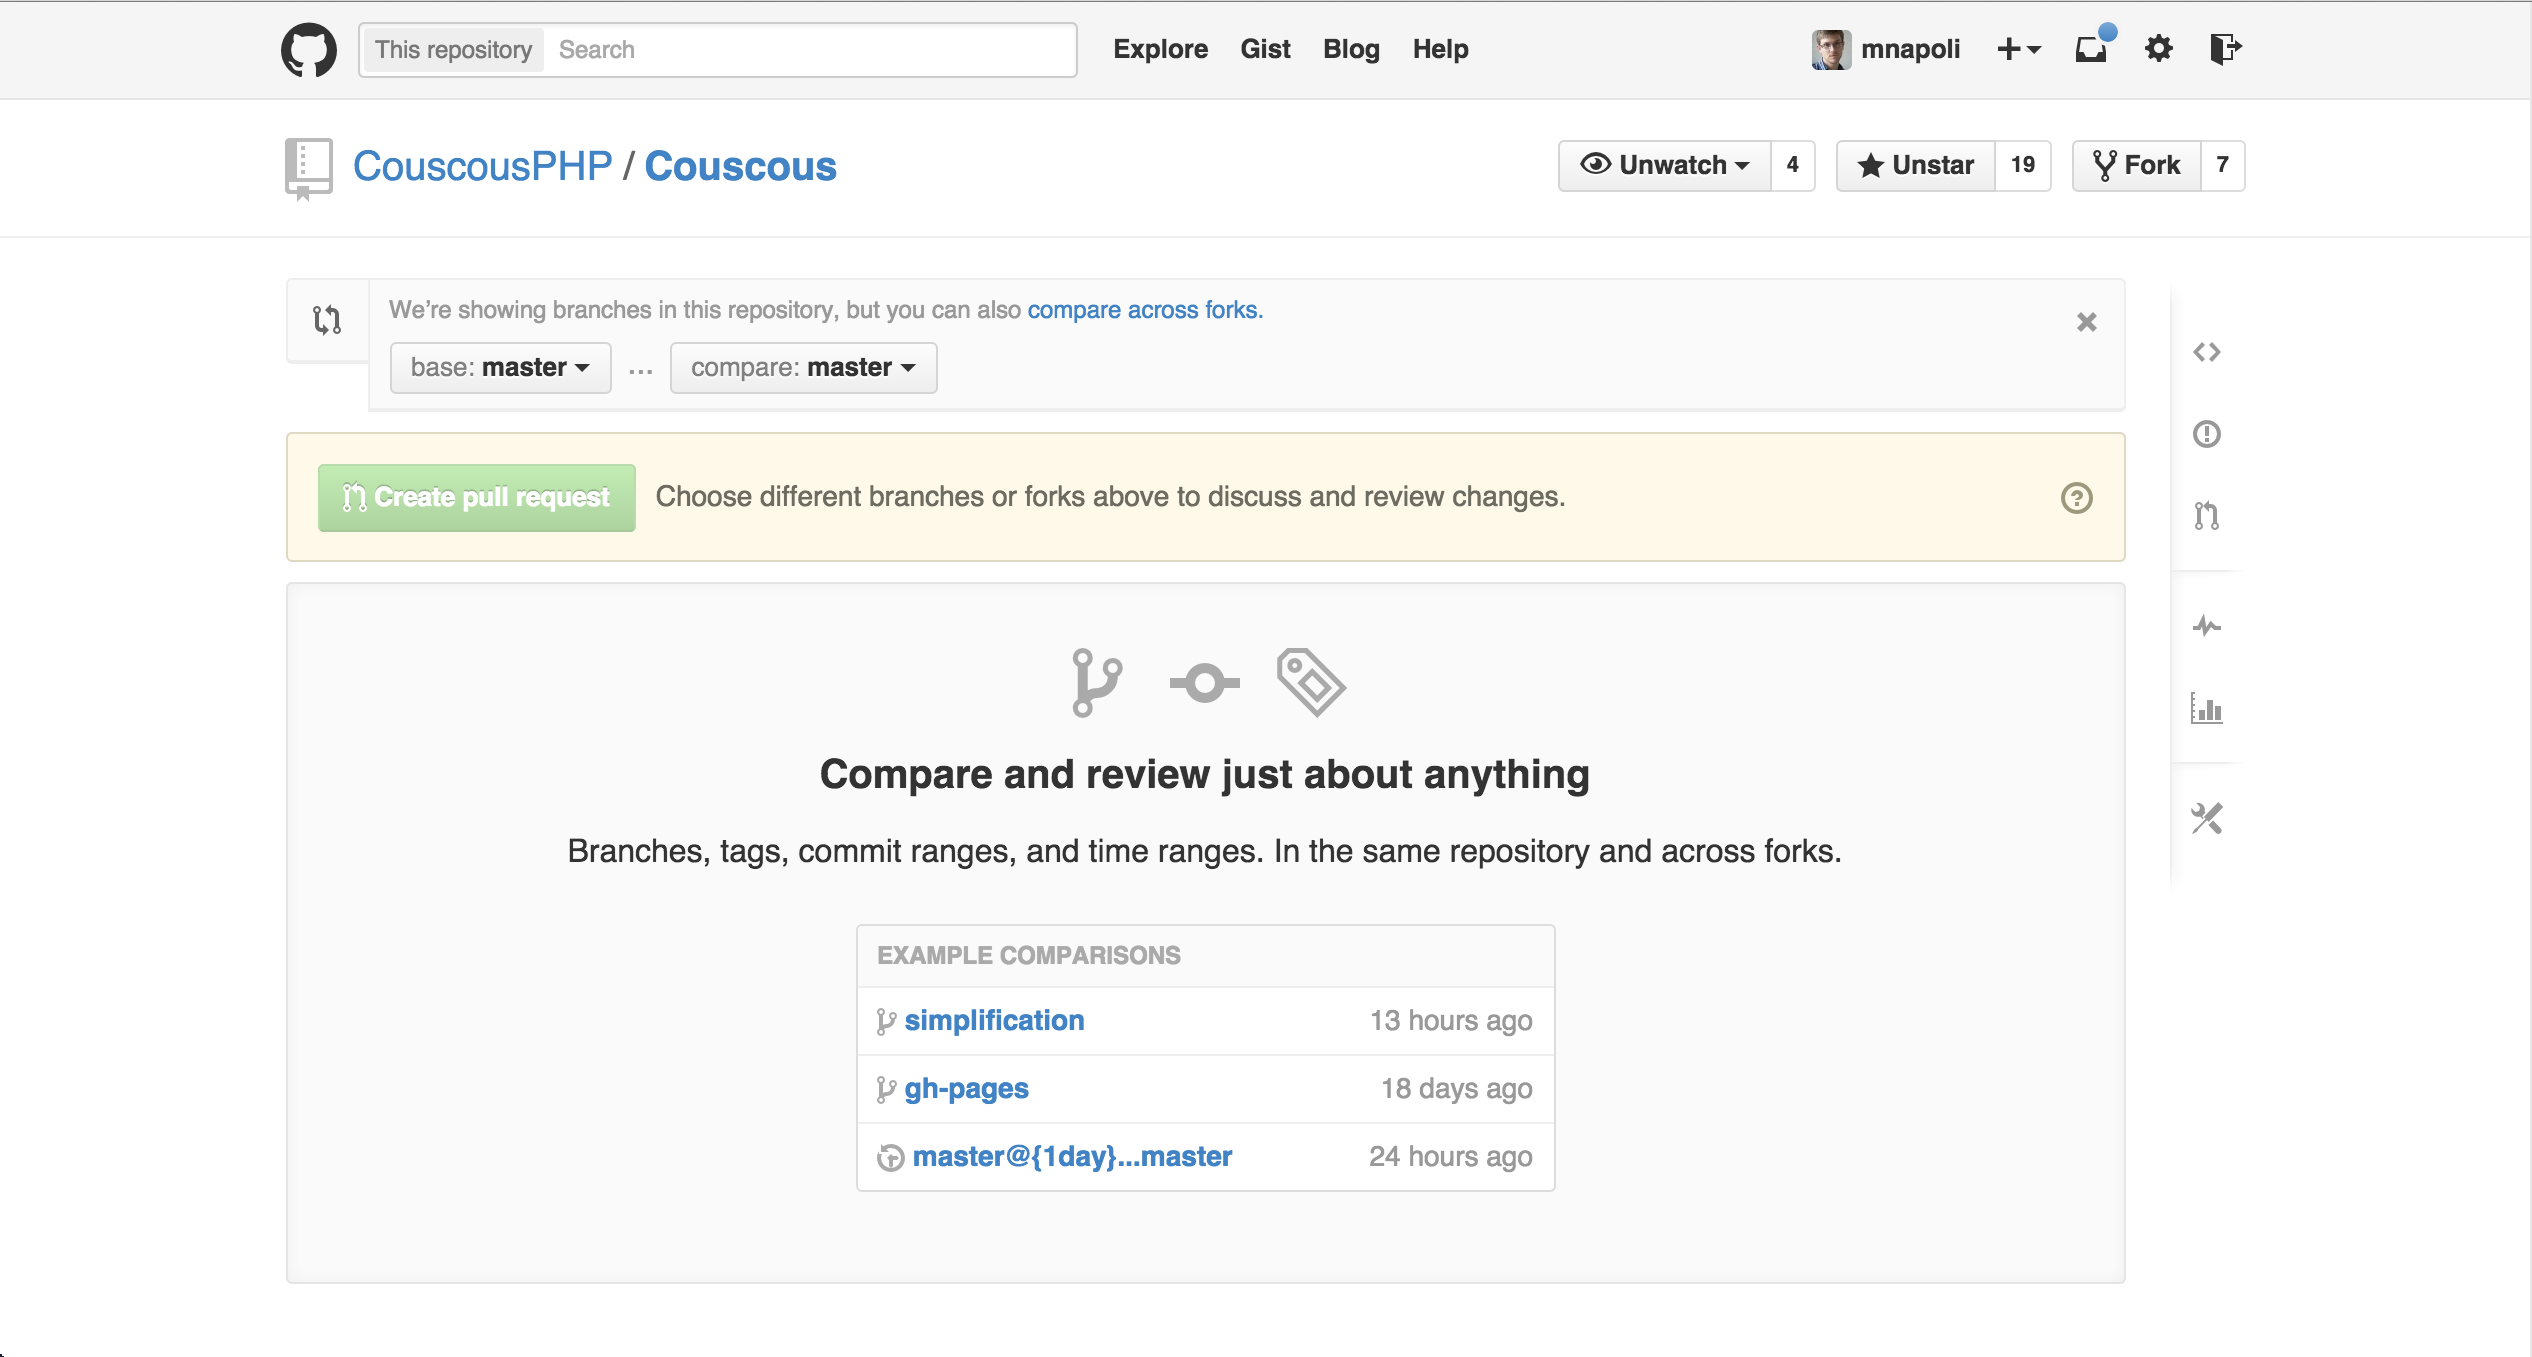 This repository Search Explore Gist Blog Help mnapoli
CouscousPHP / Couscous Unwatch 4 Unstar 19 Fork 7
We’re showing branches in this repository, but you can also compare across forks.
base: master ... compare: master
Create pull request Choose different branches or forks above to discuss and review changes.
Compare and review just about anything
Branches, tags, commit ranges, and time ranges. In the same repository and across forks.
EXAMPLE COMPARISONS
simplification 13 hours ago
gh-pages 18 days ago
master@{1day}...master 24 hours ago